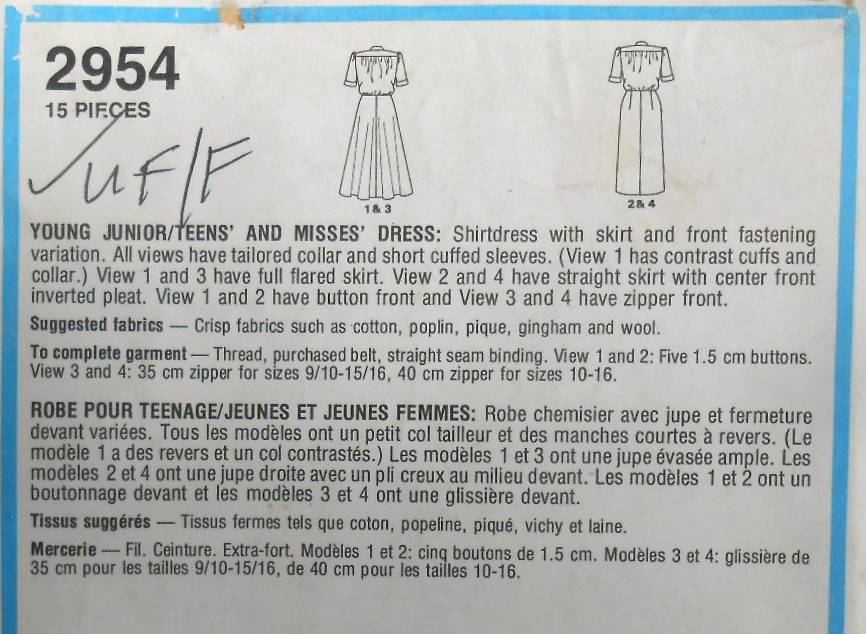 2954
15 PIECES
UF/F
1 & 3
2 & 4
YOUNG JUNIOR/TEENS' AND MISSES' DRESS: Shirtdress with skirt and front fastening
variation. All views have tailored collar and short cuffed sleeves. (View 1 has contrast cuffs and
collar.) View 1 and 3 have full flared skirt. View 2 and 4 have straight skirt with center front
inverted pleat. View 1 and 2 have button front and View 3 and 4 have zipper front.
Suggested fabrics — Crisp fabrics such as cotton, poplin, pique, gingham and wool.
To complete garment — Thread, purchased belt, straight seam binding. View 1 and 2: Five 1.5 cm buttons.
View 3 and 4: 35 cm zipper for sizes 9/10-15/16, 40 cm zipper for sizes 10-16.
ROBE POUR TEENAGE/JEUNES ET JEUNES FEMMES: Robe chemisier avec jupe et fermeture
devant variées. Tous les modèles ont un petit col tailleur et des manches courtes à revers. (Le
modèle 1 a des revers et un col contrastés.) Les modèles 1 et 3 ont une jupe évasée ample. Les
modèles 2 et 4 ont une jupe droite avec un pli creux au milieu devant. Les modèles 1 et 2 ont un
boutonnage devant et les modèles 3 et 4 ont une glissière devant.
Tissus suggérés — Tissus fermes tels que coton, popeline, piqué, vichy et laine.
Mercerie — Fil. Ceinture. Extra-fort. Modèles 1 et 2: cinq boutons de 1.5 cm. Modèles 3 et 4: glissière de
35 cm pour les tailles 9/10-15/16, de 40 cm pour les tailles 10-16.